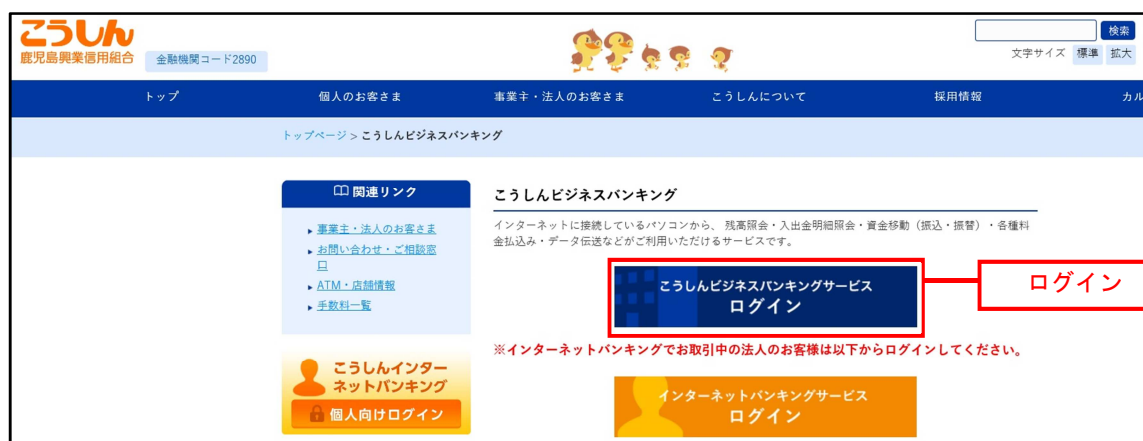 こうしん
鹿児島興業信用組合
金融機関コード2890
検索
文字サイズ 標準 拡大
トップ 個人のお客さま 事業主・法人のお客さま こうしんについて 採用情報 カル
トップページ > こうしんビジネスバンキング
関連リンク
事業主・法人のお客さま
お問い合わせ・ご相談窓
口
ATM・店舗情報
手数料一覧
こうしんインター
ネットバンキング
個人向けログイン
こうしんビジネスバンキング
インターネットに接続しているパソコンから、 残高照会・入出金明細照会・資金移動（振込・振替）・各種料
金払込み・データ伝送などがご利用いただけるサービスです。
こうしんビジネスバンキングサービス
ログイン
ログイン
※インターネットバンキングでお取引中の法人のお客様は以下からログインしてください。
インターネットバンキングサービス
ログイン